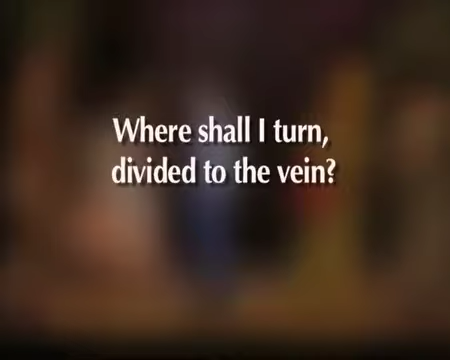 Where shall I turn,
divided to the vein?